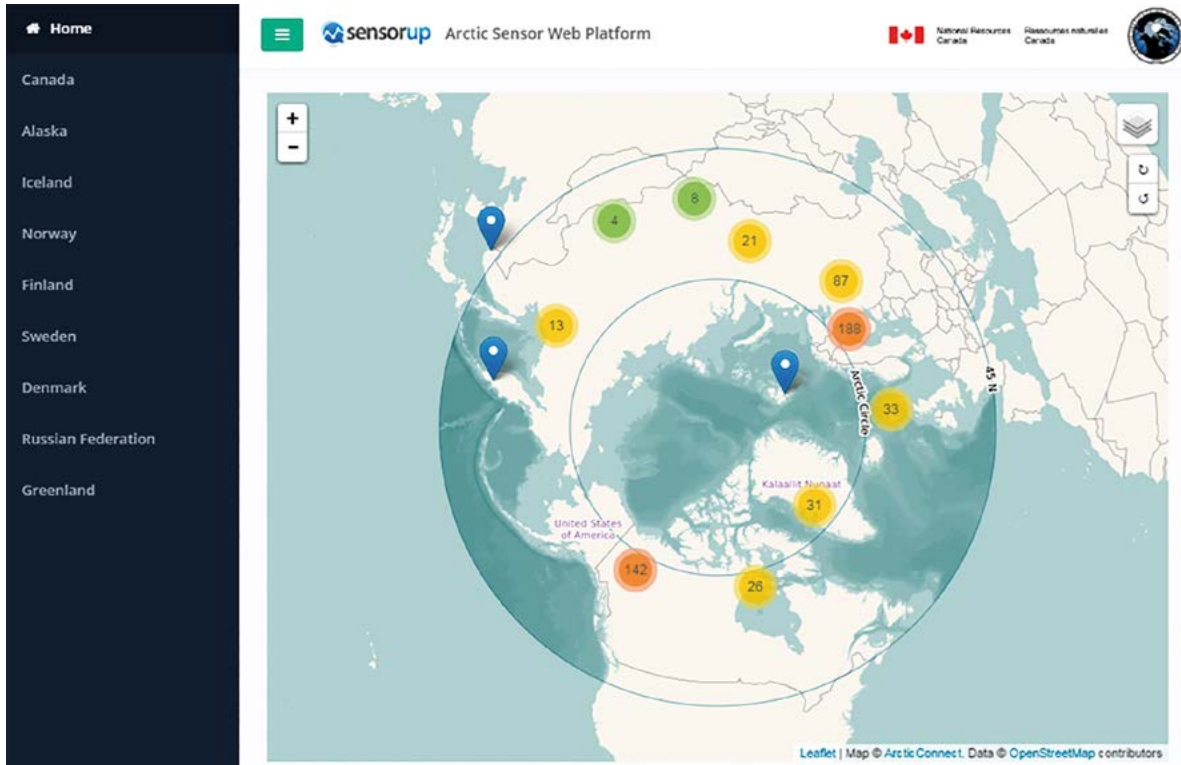 Home
Canada
Alaska
Iceland
Norway
Finland
Sweden
Denmark
Russian Federation
Greenland
sensorup Arctic Sensor Web Platform
National Resources
Canada
Ressources naturelles
Canada
+
-
8
4
21
87
13
188
45 N
Arctic Circle
33
Kalaallit Nunaat
31
United States
of America
142
26
Leaflet | Map © ArcticConnect. Data © OpenStreetMap contributors